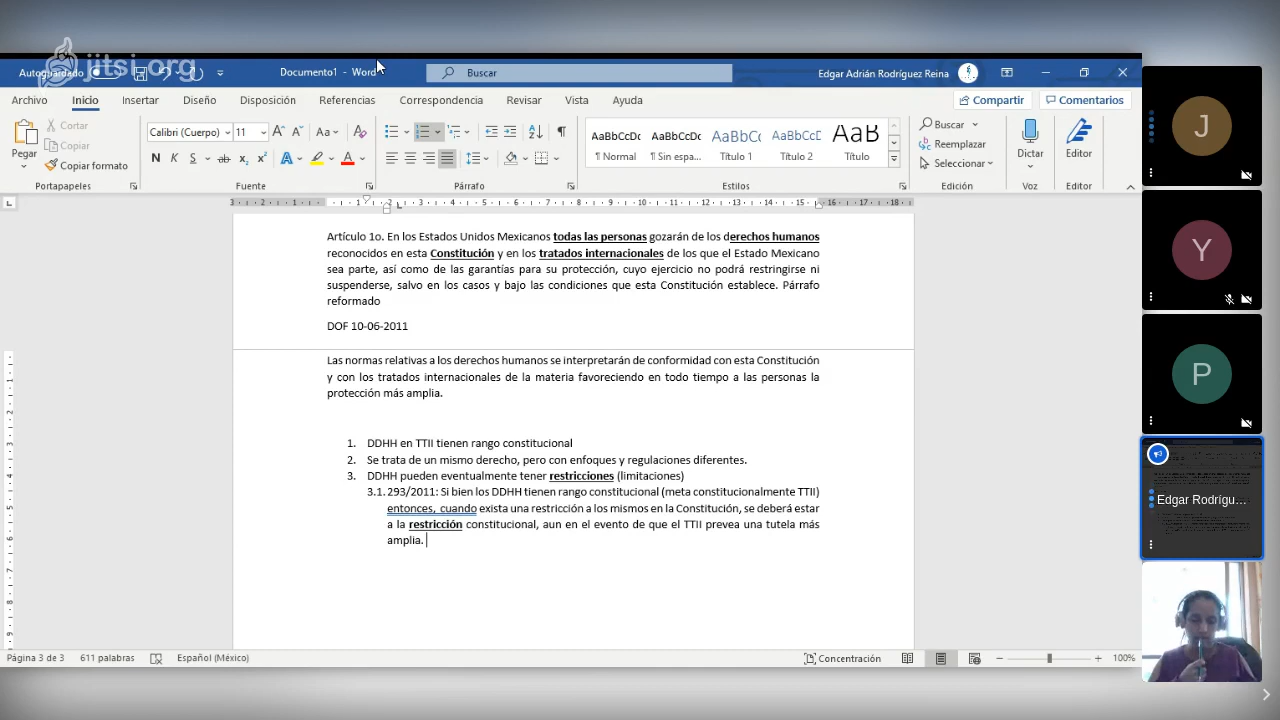 jitsi.org
Autoguardado
Documento1 - Word
Buscar
Edgar Adrián Rodríguez Reina
Archivo Inicio Insertar Diseño Disposición Referencias Correspondencia Revisar Vista Ayuda
Compartir Comentarios
Pegar
Cortar
Copiar
Copiar formato
Portapapeles
Calibri (Cuerpo) 11
Fuente
Párrafo
AaBbCcDc AaBbCcDc AaBbCc AaBbCcD AaB
¶ Normal ¶ Sin espa... Título 1 Título 2 Título
Estilos
Buscar
Reemplazar
Seleccionar
Edición
Dictar
Voz
Editor
Editor
Artículo 1o. En los Estados Unidos Mexicanos todas las personas gozarán de los derechos humanos
reconocidos en esta Constitución y en los tratados internacionales de los que el Estado Mexicano
sea parte, así como de las garantías para su protección, cuyo ejercicio no podrá restringirse ni
suspenderse, salvo en los casos y bajo las condiciones que esta Constitución establece. Párrafo
reformado
DOF 10-06-2011
Las normas relativas a los derechos humanos se interpretarán de conformidad con esta Constitución
y con los tratados internacionales de la materia favoreciendo en todo tiempo a las personas la
protección más amplia.
1. DDHH en TTII tienen rango constitucional
2. Se trata de un mismo derecho, pero con enfoques y regulaciones diferentes.
3. DDHH pueden eventualmente tener restricciones (limitaciones)
3.1. 293/2011: Si bien los DDHH tienen rango constitucional (meta constitucionalmente TTII)
entonces, cuando exista una restricción a los mismos en la Constitución, se deberá estar
a la restricción constitucional, aun en el evento de que el TTII prevea una tutela más
amplia.
Página 3 de 3 611 palabras Español (México)
Concentración
100%
J
Y
P
Edgar Rodrígu...